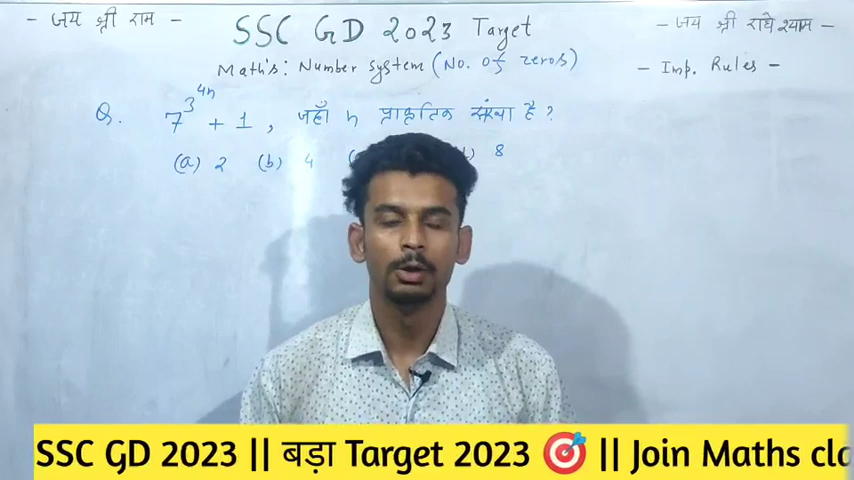 - जय श्री राम -
SSC GD 2023 Target
- जय श्री राधे श्याम -
Math's: Number system (No. of zeros)
- Imp. Rules -
Q. 7^3^4n + 1, जहाँ n प्राकृतिक संख्या है ?
(a) 2 (b) 4 ) 8
SSC GD 2023 || बड़ा Target 2023 🎯 || Join Maths cla